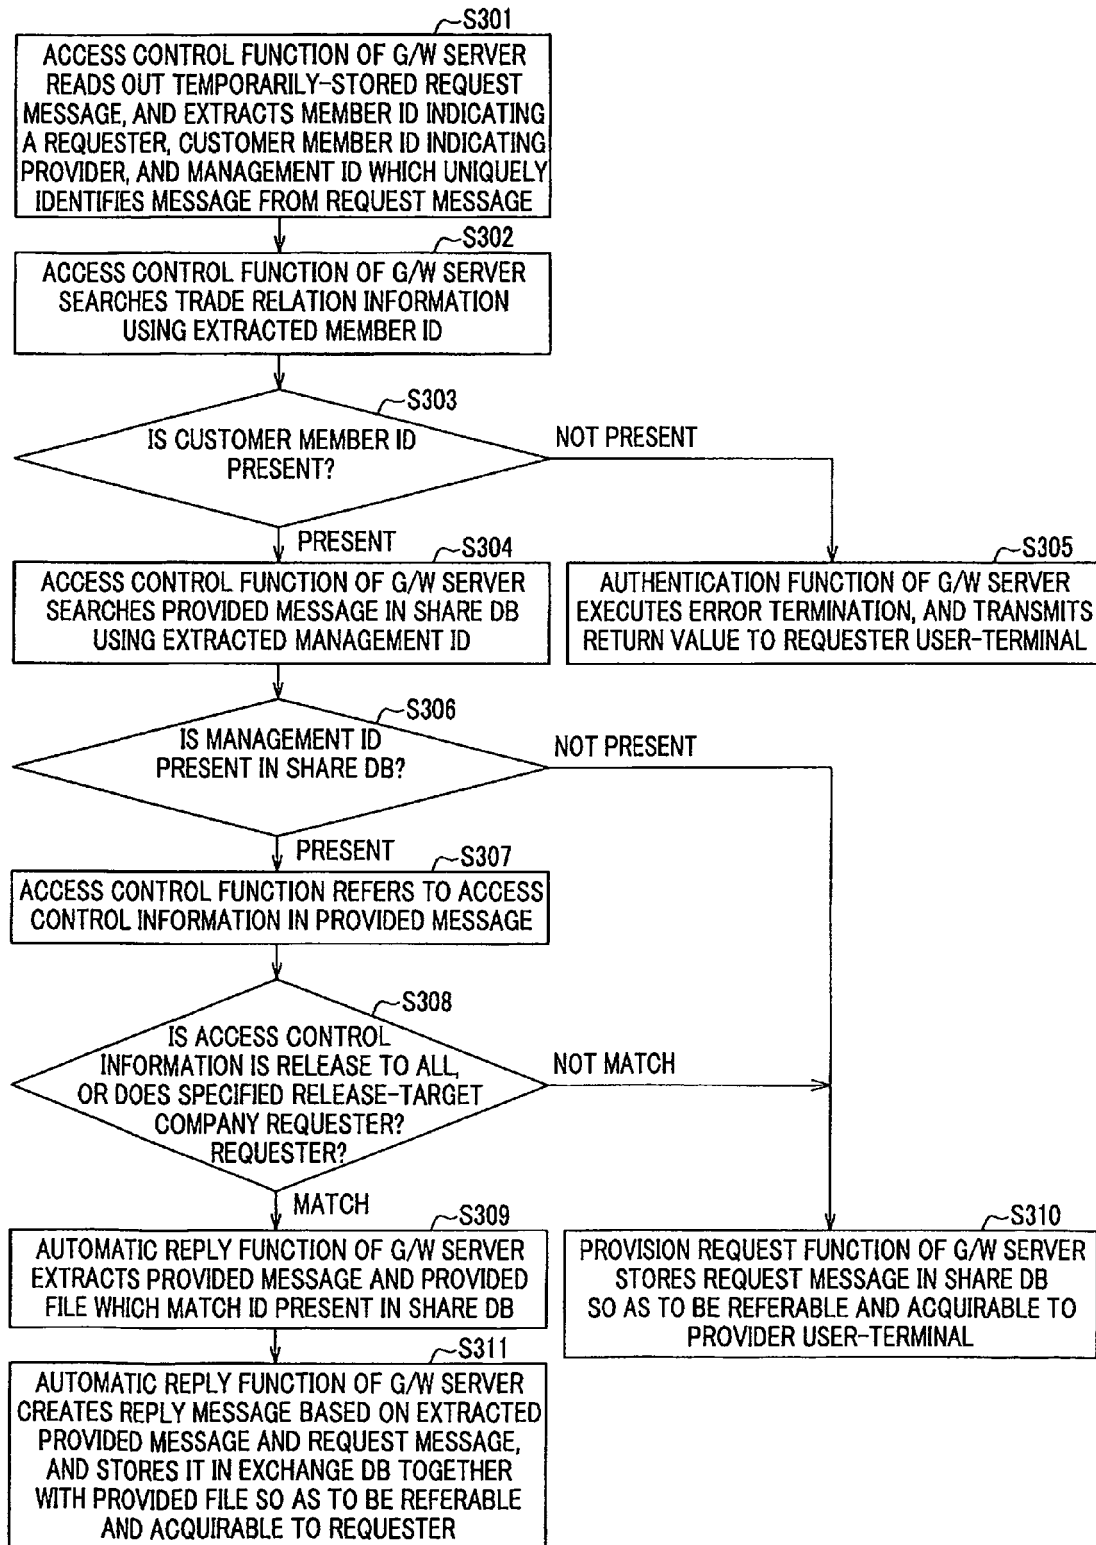 S301
ACCESS CONTROL FUNCTION OF G/W SERVER
READS OUT TEMPORARILY-STORED REQUEST
MESSAGE, AND EXTRACTS MEMBER ID INDICATING
A REQUESTER, CUSTOMER MEMBER ID INDICATING
PROVIDER, AND MANAGEMENT ID WHICH UNIQUELY
IDENTIFIES MESSAGE FROM REQUEST MESSAGE
S302
ACCESS CONTROL FUNCTION OF G/W SERVER
SEARCHES TRADE RELATION INFORMATION
USING EXTRACTED MEMBER ID
S303
IS CUSTOMER MEMBER ID
PRESENT?
NOT PRESENT
PRESENT
S304
ACCESS CONTROL FUNCTION OF G/W SERVER
SEARCHES PROVIDED MESSAGE IN SHARE DB
USING EXTRACTED MANAGEMENT ID
S305
AUTHENTICATION FUNCTION OF G/W SERVER
EXECUTES ERROR TERMINATION, AND TRANSMITS
RETURN VALUE TO REQUESTER USER-TERMINAL
S306
IS MANAGEMENT ID
PRESENT IN SHARE DB?
NOT PRESENT
PRESENT
S307
ACCESS CONTROL FUNCTION REFERS TO ACCESS
CONTROL INFORMATION IN PROVIDED MESSAGE
S308
IS ACCESS CONTROL
INFORMATION IS RELEASE TO ALL,
OR DOES SPECIFIED RELEASE-TARGET
COMPANY REQUESTER?
REQUESTER?
NOT MATCH
MATCH
S309
AUTOMATIC REPLY FUNCTION OF G/W SERVER
EXTRACTS PROVIDED MESSAGE AND PROVIDED
FILE WHICH MATCH ID PRESENT IN SHARE DB
S310
PROVISION REQUEST FUNCTION OF G/W SERVER
STORES REQUEST MESSAGE IN SHARE DB
SO AS TO BE REFERABLE AND ACQUIRABLE TO
PROVIDER USER-TERMINAL
S311
AUTOMATIC REPLY FUNCTION OF G/W SERVER
CREATES REPLY MESSAGE BASED ON EXTRACTED
PROVIDED MESSAGE AND REQUEST MESSAGE,
AND STORES IT IN EXCHANGE DB TOGETHER
WITH PROVIDED FILE SO AS TO BE REFERABLE
AND ACQUIRABLE TO REQUESTER